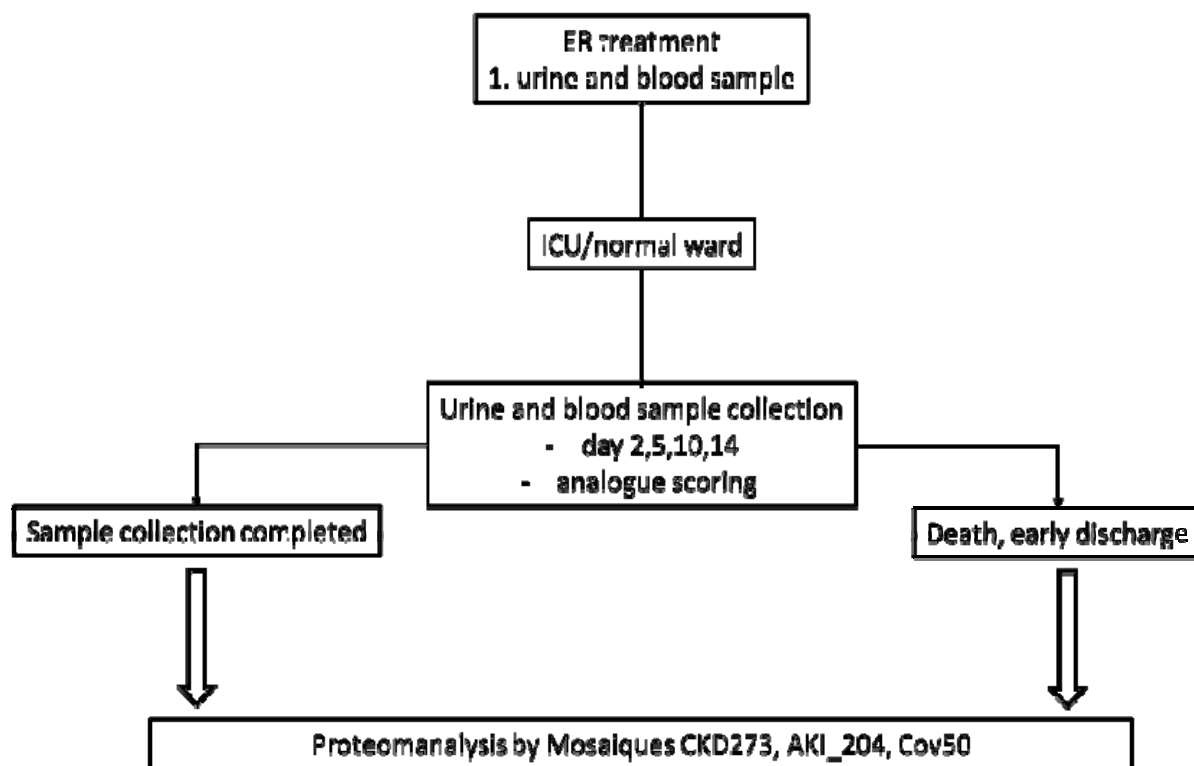 ER treatment
1. urine and blood sample
ICU/normal ward
Urine and blood sample collection
- day 2,5,10,14
- analogue scoring
Sample collection completed
Death, early discharge
Proteomanalysis by Mosaiques CKD273, AKI_204, Cov50